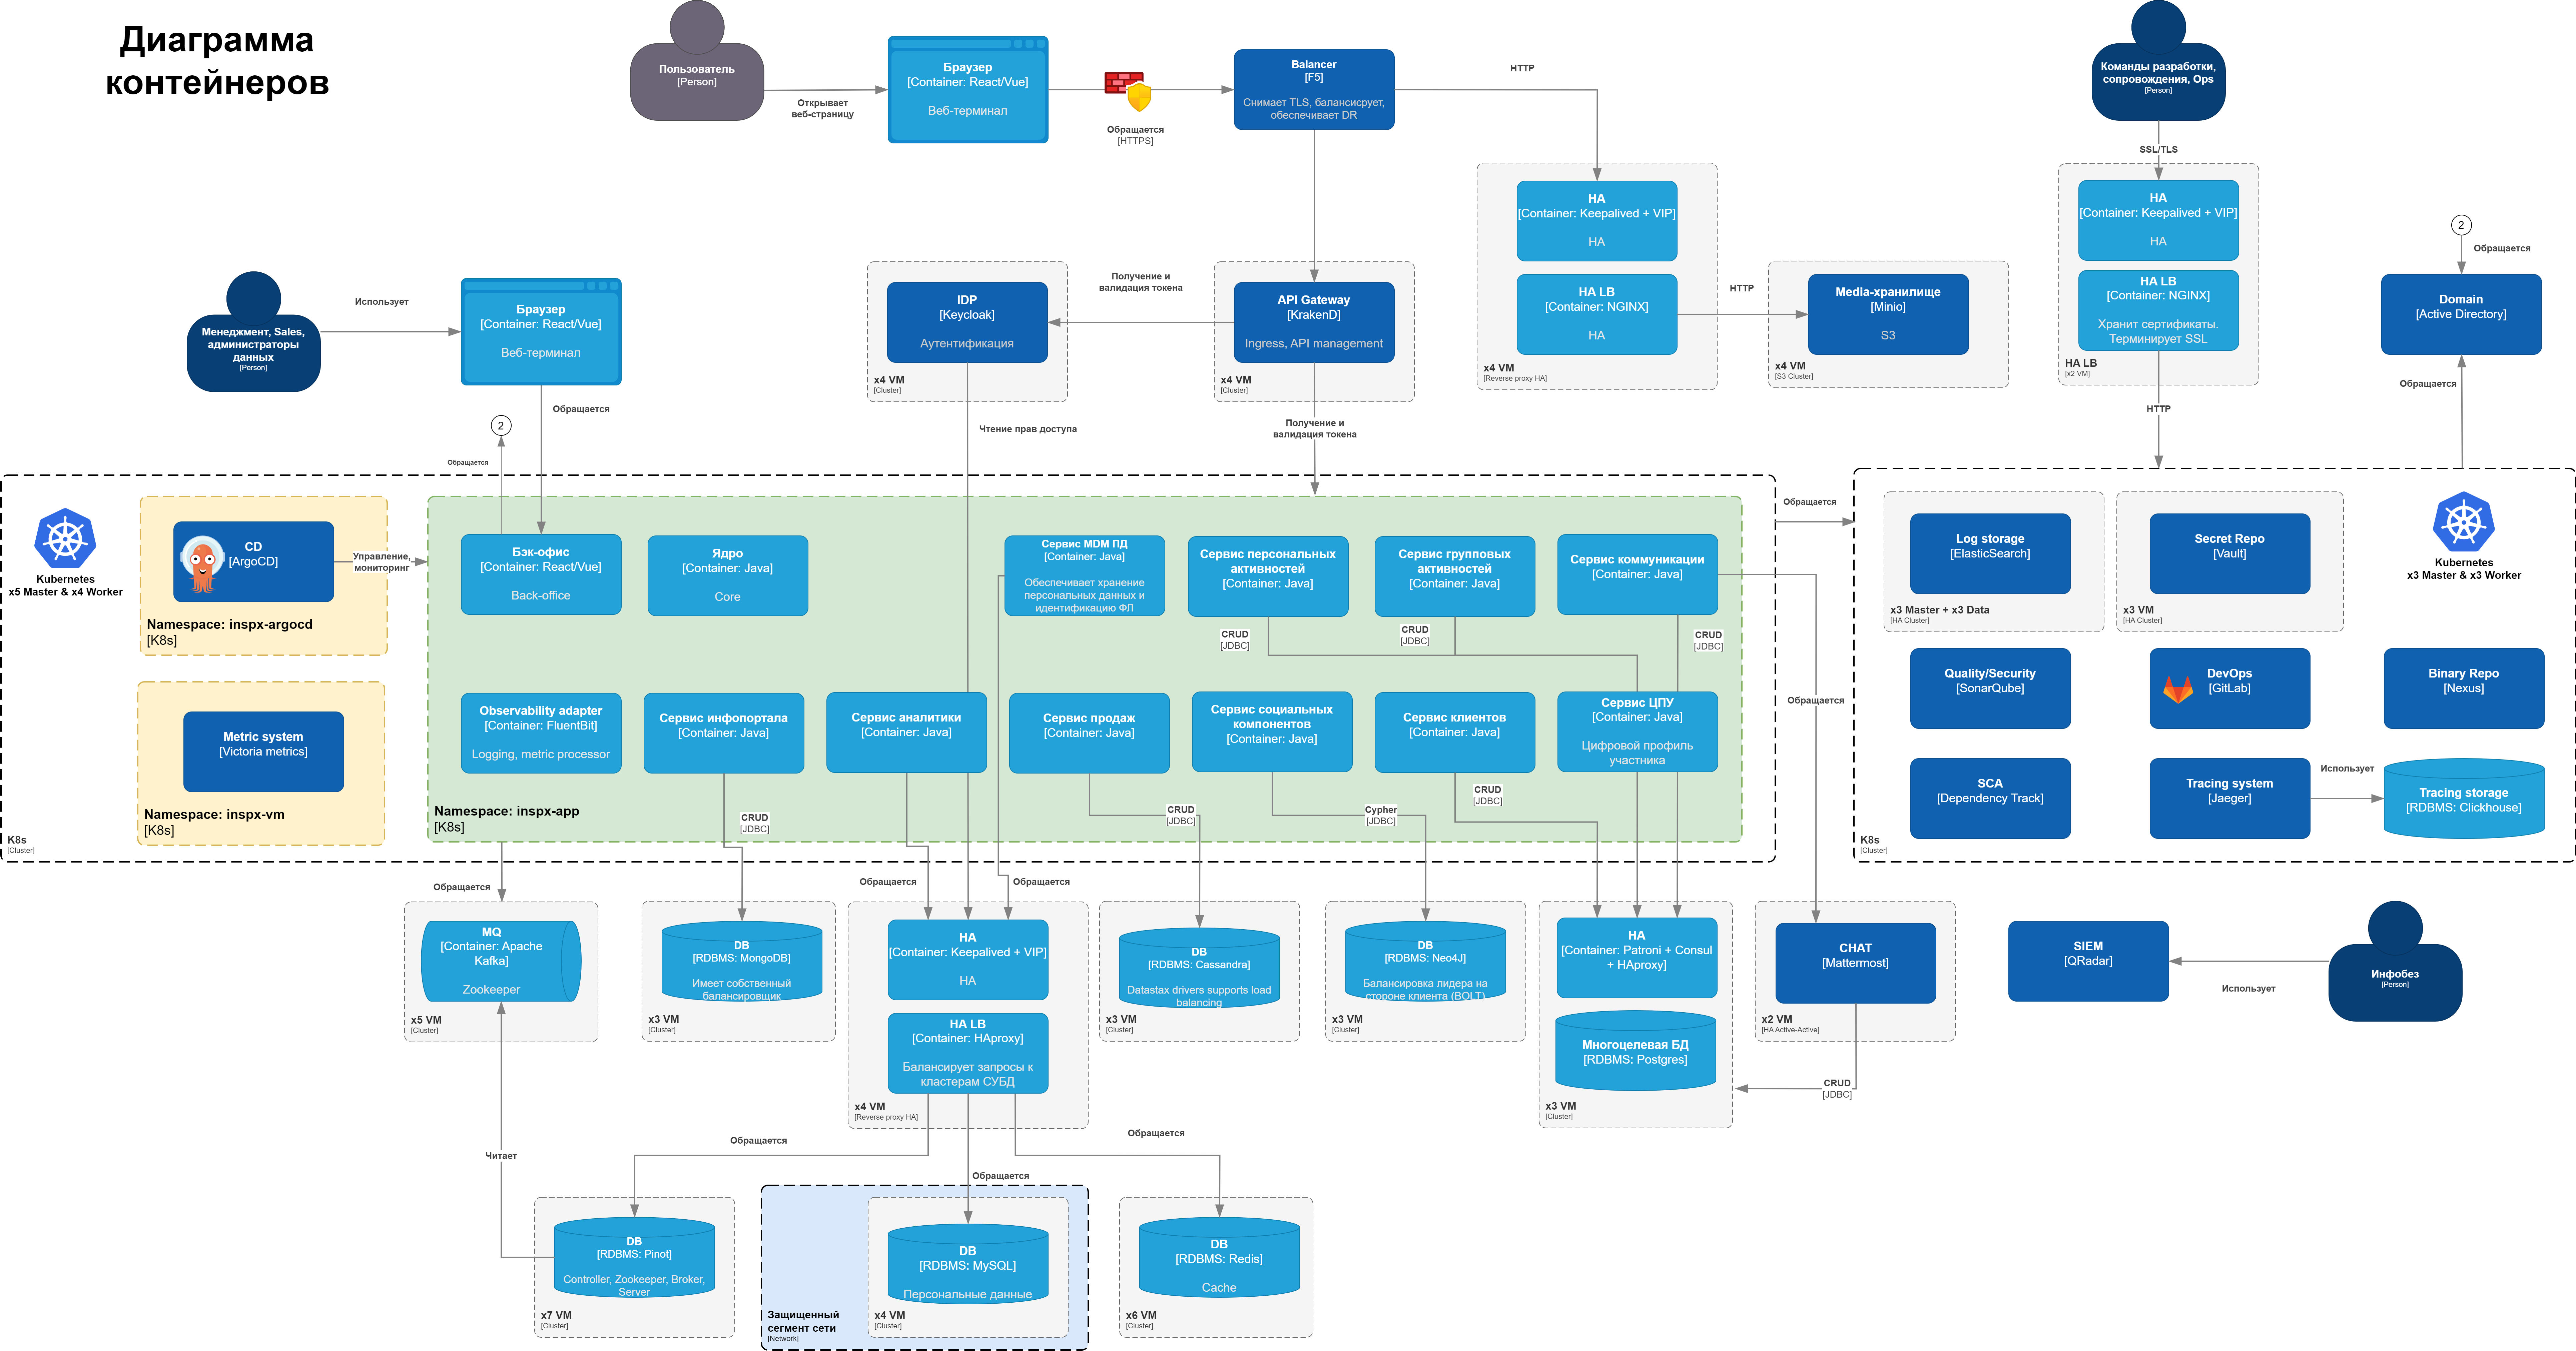 Диаграмма
контейнеров
Пользователь
[Person]
Открывает
веб-страницу
Браузер
[Container: React/Vue]
Веб-терминал
Обращается
[HTTPS]
Balancer
[F5]
Снимает TLS, балансисрует,
обеспечивает DR
HTTP
Команды разработки,
сопровождения, Ops
[Person]
SSL/TLS
HA
[Container: Keepalived + VIP]
HA
HA LB
[Container: NGINX]
HA
x4 VM
[Reverse proxy HA]
HTTP
Media-хранилище
[Minio]
S3
x4 VM
[S3 Cluster]
HA
[Container: Keepalived + VIP]
HA
HA LB
[Container: NGINX]
Хранит сертификаты.
Терминирует SSL
HA LB
[x2 VM]
HTTP
2
Обращается
Domain
[Active Directory]
Обращается
Менеджмент, Sales,
администраторы
данных
[Person]
Использует
Браузер
[Container: React/Vue]
Веб-терминал
Обращается
2
Обращается
IDP
[Keycloak]
Аутентификация
x4 VM
[Cluster]
Получение и
валидация токена
API Gateway
[KrakenD]
Ingress, API management
x4 VM
[Cluster]
Чтение прав доступа
Получение и
валидация токена
Kubernetes
x5 Master & x4 Worker
CD
[ArgoCD]
Namespace: inspx-argocd
[K8s]
Управление,
мониторинг
Metric system
[Victoria metrics]
Namespace: inspx-vm
[K8s]
K8s
[Cluster]
Бэк-офис
[Container: React/Vue]
Back-office
Ядро
[Container: Java]
Core
Сервис MDM ПД
[Container: Java]
Обеспечивает хранение
персональных данных и
идентификацию ФЛ
Сервис персональных
активностей
[Container: Java]
Сервис групповых
активностей
[Container: Java]
Сервис коммуникации
[Container: Java]
CRUD
[JDBC]
CRUD
[JDBC]
CRUD
[JDBC]
Observability adapter
[Container: FluentBit]
Logging, metric processor
Сервис инфопортала
[Container: Java]
Сервис аналитики
[Container: Java]
Сервис продаж
[Container: Java]
Сервис социальных
компонентов
[Container: Java]
Сервис клиентов
[Container: Java]
Сервис ЦПУ
[Container: Java]
Цифровой профиль
участника
Namespace: inspx-app
[K8s]
CRUD
[JDBC]
CRUD
[JDBC]
Cypher
[JDBC]
CRUD
[JDBC]
Обращается
Обращается
Log storage
[ElasticSearch]
x3 Master + x3 Data
[HA Cluster]
Secret Repo
[Vault]
x3 VM
[HA Cluster]
Kubernetes
x3 Master & x3 Worker
Quality/Security
[SonarQube]
DevOps
[GitLab]
Binary Repo
[Nexus]
SCA
[Dependency Track]
Tracing system
[Jaeger]
Использует
Tracing storage
[RDBMS: Clickhouse]
K8s
[Cluster]
Обращается
MQ
[Container: Apache
Kafka]
Zookeeper
x5 VM
[Cluster]
DB
[RDBMS: MongoDB]
Имеет собственный
балансировщик
x3 VM
[Cluster]
Обращается
Обращается
HA
[Container: Keepalived + VIP]
HA
HA LB
[Container: HAproxy]
Балансирует запросы к
кластерам СУБД
x4 VM
[Reverse proxy HA]
DB
[RDBMS: Cassandra]
Datastax drivers supports load
balancing
x3 VM
[Cluster]
DB
[RDBMS: Neo4J]
Балансировка лидера на
стороне клиента (BOLT)
x3 VM
[Cluster]
HA
[Container: Patroni + Consul
+ HAproxy]
Многоцелевая БД
[RDBMS: Postgres]
x3 VM
[Cluster]
CHAT
[Mattermost]
x2 VM
[HA Active-Active]
CRUD
[JDBC]
SIEM
[QRadar]
Использует
Инфобез
[Person]
Читает
Обращается
Обращается
Обращается
DB
[RDBMS: Pinot]
Controller, Zookeeper, Broker,
Server
x7 VM
[Cluster]
Защищенный
сегмент сети
[Network]
DB
[RDBMS: MySQL]
Персональные данные
x4 VM
[Cluster]
DB
[RDBMS: Redis]
Cache
x6 VM
[Cluster]